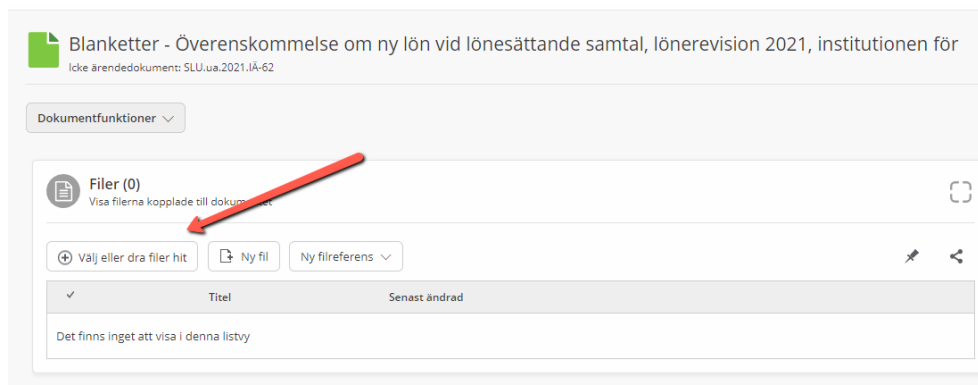 Blanketter - Överenskommelse om ny lön vid lönesättande samtal, lönerevision 2021, institutionen för
Icke ärendedokument: SLU.ua.2021.IÄ-62
Dokumentfunktioner
Filer (0)
Visa filerna kopplade till dokumentet
Välj eller dra filer hit
Ny fil
Ny filreferens
Titel
Senast ändrad
Det finns inget att visa i denna listvy